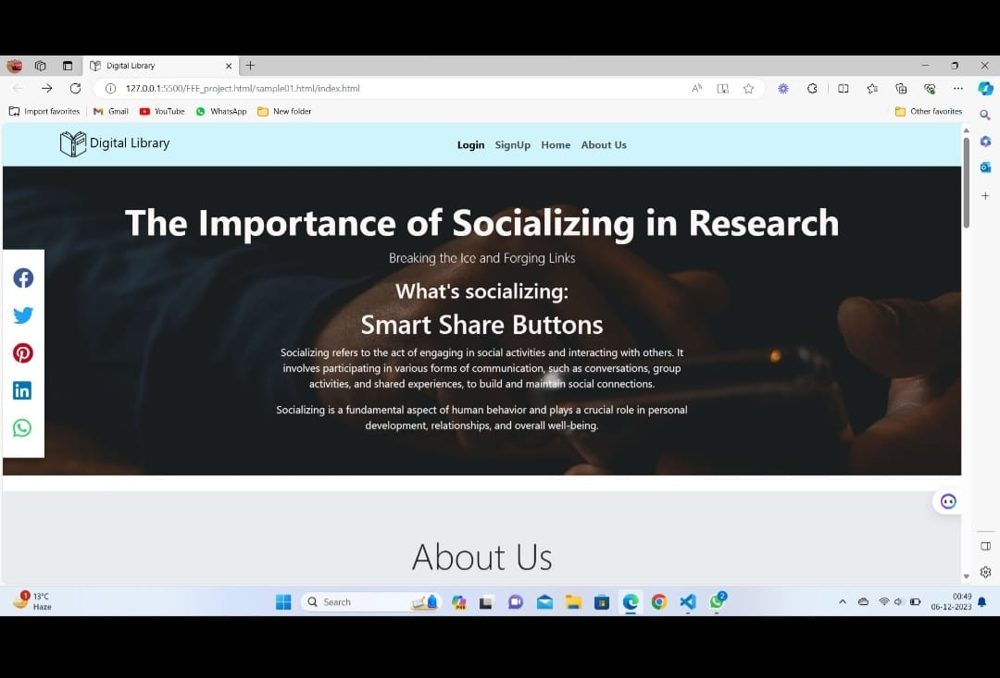 Digital Library
127.0.0.1:5500/FEE_project.html/sample01.html/index.html
Import favorites
Gmail
YouTube
WhatsApp
New folder
Other favorites
Digital Library
Login
SignUp
Home
About Us
The Importance of Socializing in Research
Breaking the Ice and Forging Links
What's socializing:
Smart Share Buttons
Socializing refers to the act of engaging in social activities and interacting with others. It
involves participating in various forms of communication, such as conversations, group
activities, and shared experiences, to build and maintain social connections.
Socializing is a fundamental aspect of human behavior and plays a crucial role in personal
development, relationships, and overall well-being.
About Us
1
13°C
Haze
Search
2
00:49
06-12-2023